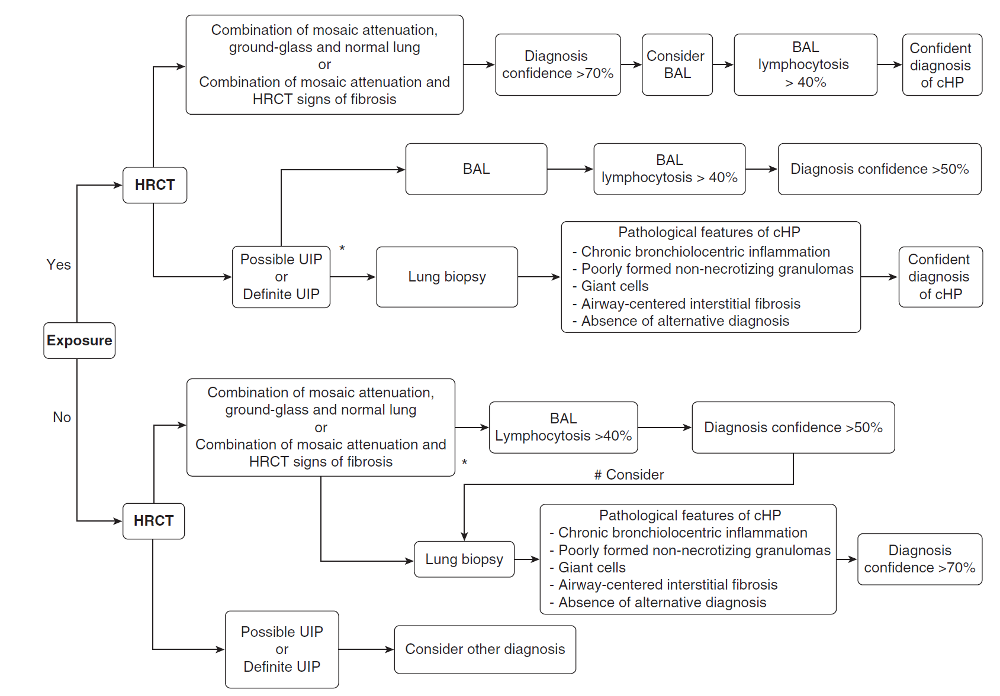 Combination of mosaic attenuation,
ground-glass and normal lung
or
Combination of mosaic attenuation and
HRCT signs of fibrosis
Diagnosis
confidence >70%
Consider
BAL
BAL
lymphocytosis
> 40%
Confident
diagnosis
of cHP
HRCT
BAL
BAL
lymphocytosis > 40%
Diagnosis confidence >50%
Yes
Possible UIP
or
Definite UIP
*
Lung biopsy
Pathological features of cHP
- Chronic bronchiolocentric inflammation
- Poorly formed non-necrotizing granulomas
- Giant cells
- Airway-centered interstitial fibrosis
- Absence of alternative diagnosis
Confident
diagnosis
of cHP
Exposure
No
Combination of mosaic attenuation,
ground-glass and normal lung
or
Combination of mosaic attenuation and
HRCT signs of fibrosis
*
BAL
Lymphocytosis >40%
Diagnosis confidence >50%
# Consider
HRCT
Lung biopsy
Pathological features of cHP
- Chronic bronchiolocentric inflammation
- Poorly formed non-necrotizing granulomas
- Giant cells
- Airway-centered interstitial fibrosis
- Absence of alternative diagnosis
Diagnosis
confidence >70%
Possible UIP
or
Definite UIP
Consider other diagnosis